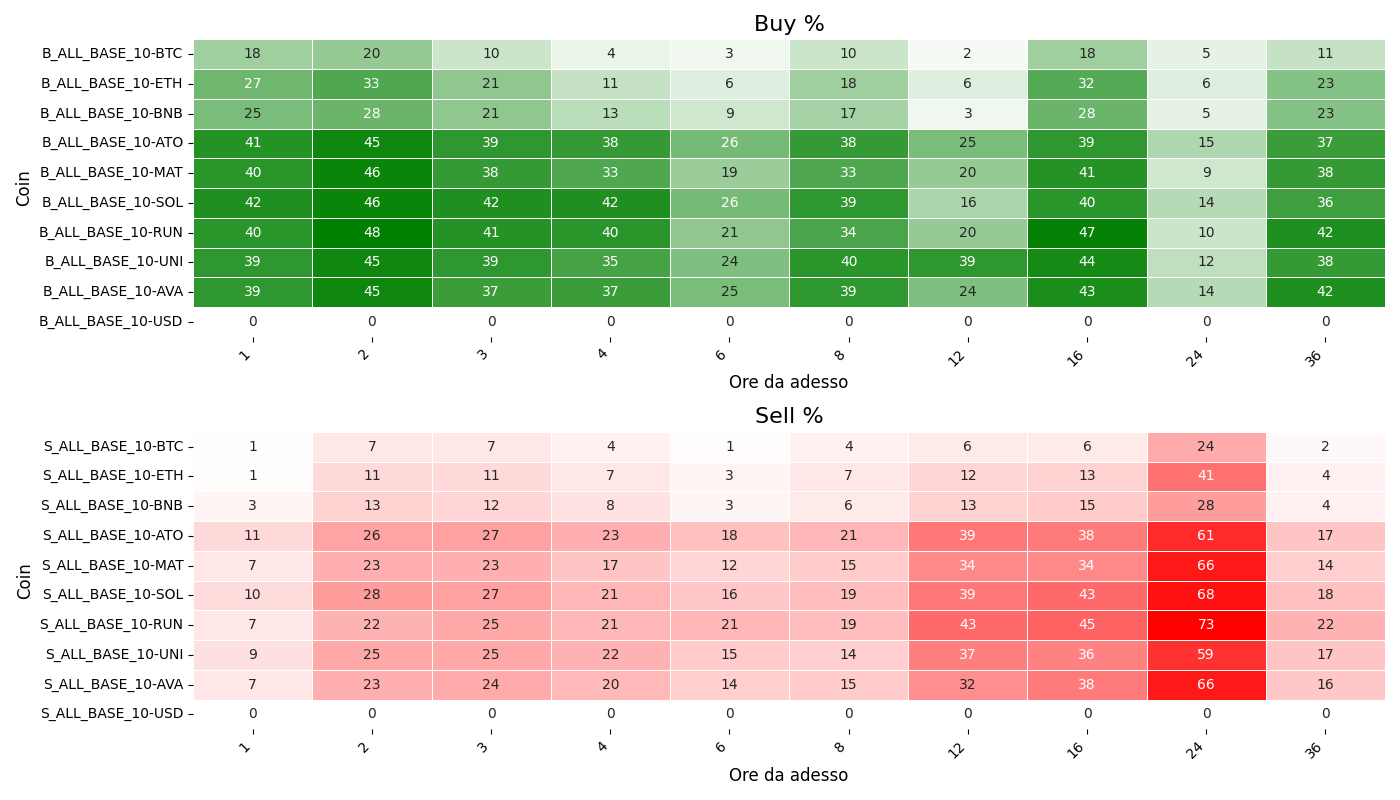 Buy %
Coin
B_ALL_BASE_10-BTC 18 20 10 4 3 10 2 18 5 11
B_ALL_BASE_10-ETH 27 33 21 11 6 18 6 32 6 23
B_ALL_BASE_10-BNB 25 28 21 13 9 17 3 28 5 23
B_ALL_BASE_10-ATO 41 45 39 38 26 38 25 39 15 37
B_ALL_BASE_10-MAT 40 46 38 33 19 33 20 41 9 38
B_ALL_BASE_10-SOL 42 46 42 42 26 39 16 40 14 36
B_ALL_BASE_10-RUN 40 48 41 40 21 34 20 47 10 42
B_ALL_BASE_10-UNI 39 45 39 35 24 40 39 44 12 38
B_ALL_BASE_10-AVA 39 45 37 37 25 39 24 43 14 42
B_ALL_BASE_10-USD 0 0 0 0 0 0 0 0 0 0
1 2 3 4 6 8 12 16 24 36
Ore da adesso
Sell %
Coin
S_ALL_BASE_10-BTC 1 7 7 4 1 4 6 6 24 2
S_ALL_BASE_10-ETH 1 11 11 7 3 7 12 13 41 4
S_ALL_BASE_10-BNB 3 13 12 8 3 6 13 15 28 4
S_ALL_BASE_10-ATO 11 26 27 23 18 21 39 38 61 17
S_ALL_BASE_10-MAT 7 23 23 17 12 15 34 34 66 14
S_ALL_BASE_10-SOL 10 28 27 21 16 19 39 43 68 18
S_ALL_BASE_10-RUN 7 22 25 21 21 19 43 45 73 22
S_ALL_BASE_10-UNI 9 25 25 22 15 14 37 36 59 17
S_ALL_BASE_10-AVA 7 23 24 20 14 15 32 38 66 16
S_ALL_BASE_10-USD 0 0 0 0 0 0 0 0 0 0
1 2 3 4 6 8 12 16 24 36
Ore da adesso